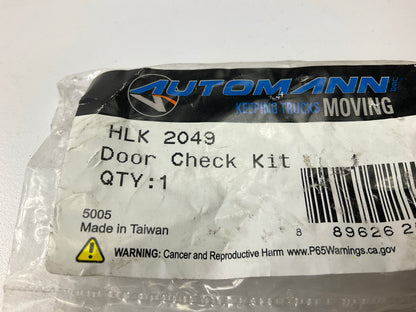 AUTOMANN INC
KEEPING TRUCKS MOVING
HLK 2049
Door Check Kit
QTY:1
5005
Made in Taiwan
8 89626 2
WARNING: Cancer and Reproductive Harm www.P65Warnings.ca.gov